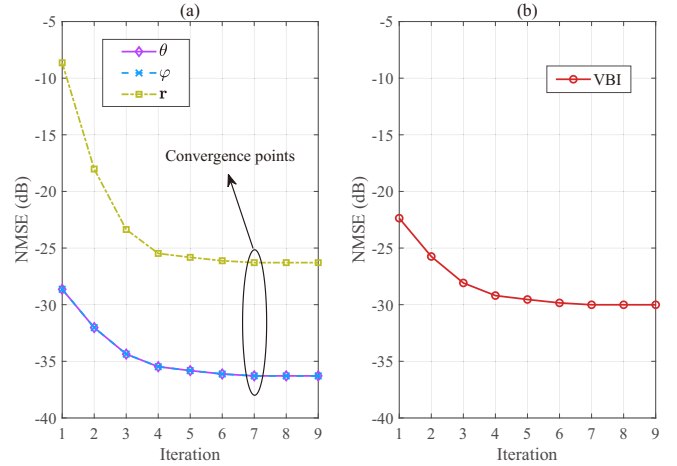 (a)
-5
-10
-15
-20
-25
-30
-35
-40
NMSE (dB)
θ
φ
r
Convergence points
1 2 3 4 5 6 7 8 9
Iteration
(b)
-5
-10
-15
-20
-25
-30
-35
-40
NMSE (dB)
VBI
1 2 3 4 5 6 7 8 9
Iteration